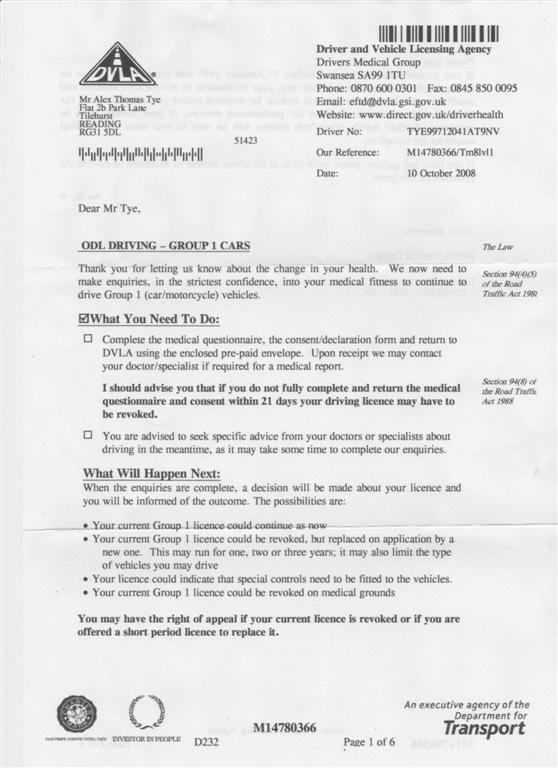 DVLA
Driver and Vehicle Licensing Agency
Drivers Medical Group
Swansea SA99 1TU
Phone: 0870 600 0301 Fax: 0845 850 0095
Email: eftd@dvla.gsi.gov.uk
Website: www.direct.gov.uk/driverhealth
Mr Alex Thomas Tye
Flat 2b Park Lane
Tilehurst
READING
RG31 5DL
51423
Driver No: TYE99712041AT9NV
Our Reference: M14780366/Tm8lvl1
Date: 10 October 2008
Dear Mr Tye,
ODL DRIVING – GROUP 1 CARS
The Law
Thank you for letting us know about the change in your health. We now need to
make enquiries, in the strictest confidence, into your medical fitness to continue to
drive Group 1 (car/motorcycle) vehicles.
Section 94(4)(5)
of the Road
Traffic Act
☑What You Need To Do:
☐ Complete the medical questionnaire, the consent/declaration form and return to
DVLA using the enclosed pre-paid envelope. Upon receipt we may contact
your doctor/specialist if required for a medical report.
I should advise you that if you do not fully complete and return the medical
questionnaire and consent within 21 days your driving licence may have to
be revoked.
Section 94(8) of
the Road Traffic
Act 1988
☐ You are advised to seek specific advice from your doctors or specialists about
driving in the meantime, as it may take some time to complete our enquiries.
What Will Happen Next:
When the enquiries are complete, a decision will be made about your licence and
you will be informed of the outcome. The possibilities are:
• Your current Group 1 licence could continue as now
• Your current Group 1 licence could be revoked, but replaced on application by a
new one. This may run for one, two or three years; it may also limit the type
of vehicles you may drive
• Your licence could indicate that special controls need to be fitted to the vehicles.
• Your current Group 1 licence could be revoked on medical grounds
You may have the right of appeal if your current licence is revoked or if you are
offered a short period licence to replace it.
CUSTOMER SERVICE EXCELLENCE
INVESTOR IN PEOPLE
D232
M14780366
Page 1 of 6
An executive agency of the
Department for
Transport